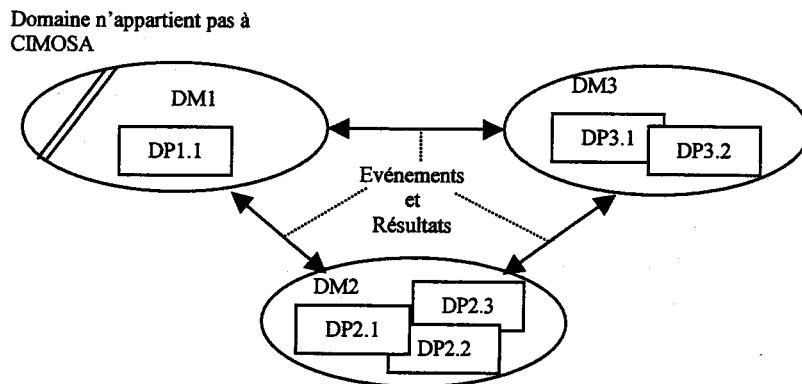 Domaine n'appartient pas à
CIMOSA
DM1
DP1.1
DM3
DP3.1
DP3.2
Evénements
et
Résultats
DM2
DP2.3
DP2.1
DP2.2